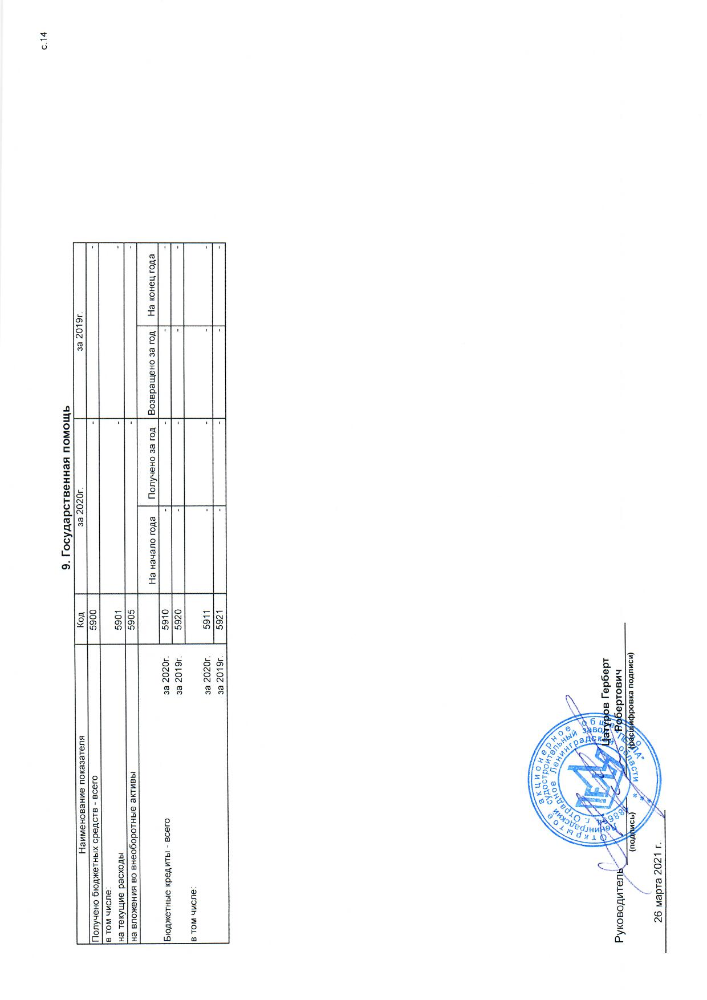 с.14
9. Государственная помощь
Наименование показателя Код за 2020г. за 2019г.
Получено бюджетных средств - всего 5900 - -
в том числе:
на текущие расходы 5901 - -
на вложения во внеоборотные активы 5905 - -
На начало года Получено за год Возвращено за год На конец года
Бюджетные кредиты - всего за 2020г. 5910 - - - -
за 2019г. 5920 - - - -
в том числе:
за 2020г. 5911 - - - -
за 2019г. 5921 - - - -
Цатуров Герберт
Руководитель Робертович
(подпись) (расшифровка подписи)
26 марта 2021 г.
Открытое акционерное общество
Ленинградский судостроительный завод "ПЕЛЛА"
г. Отрадное Ленинградской области
ПЕЛЛА